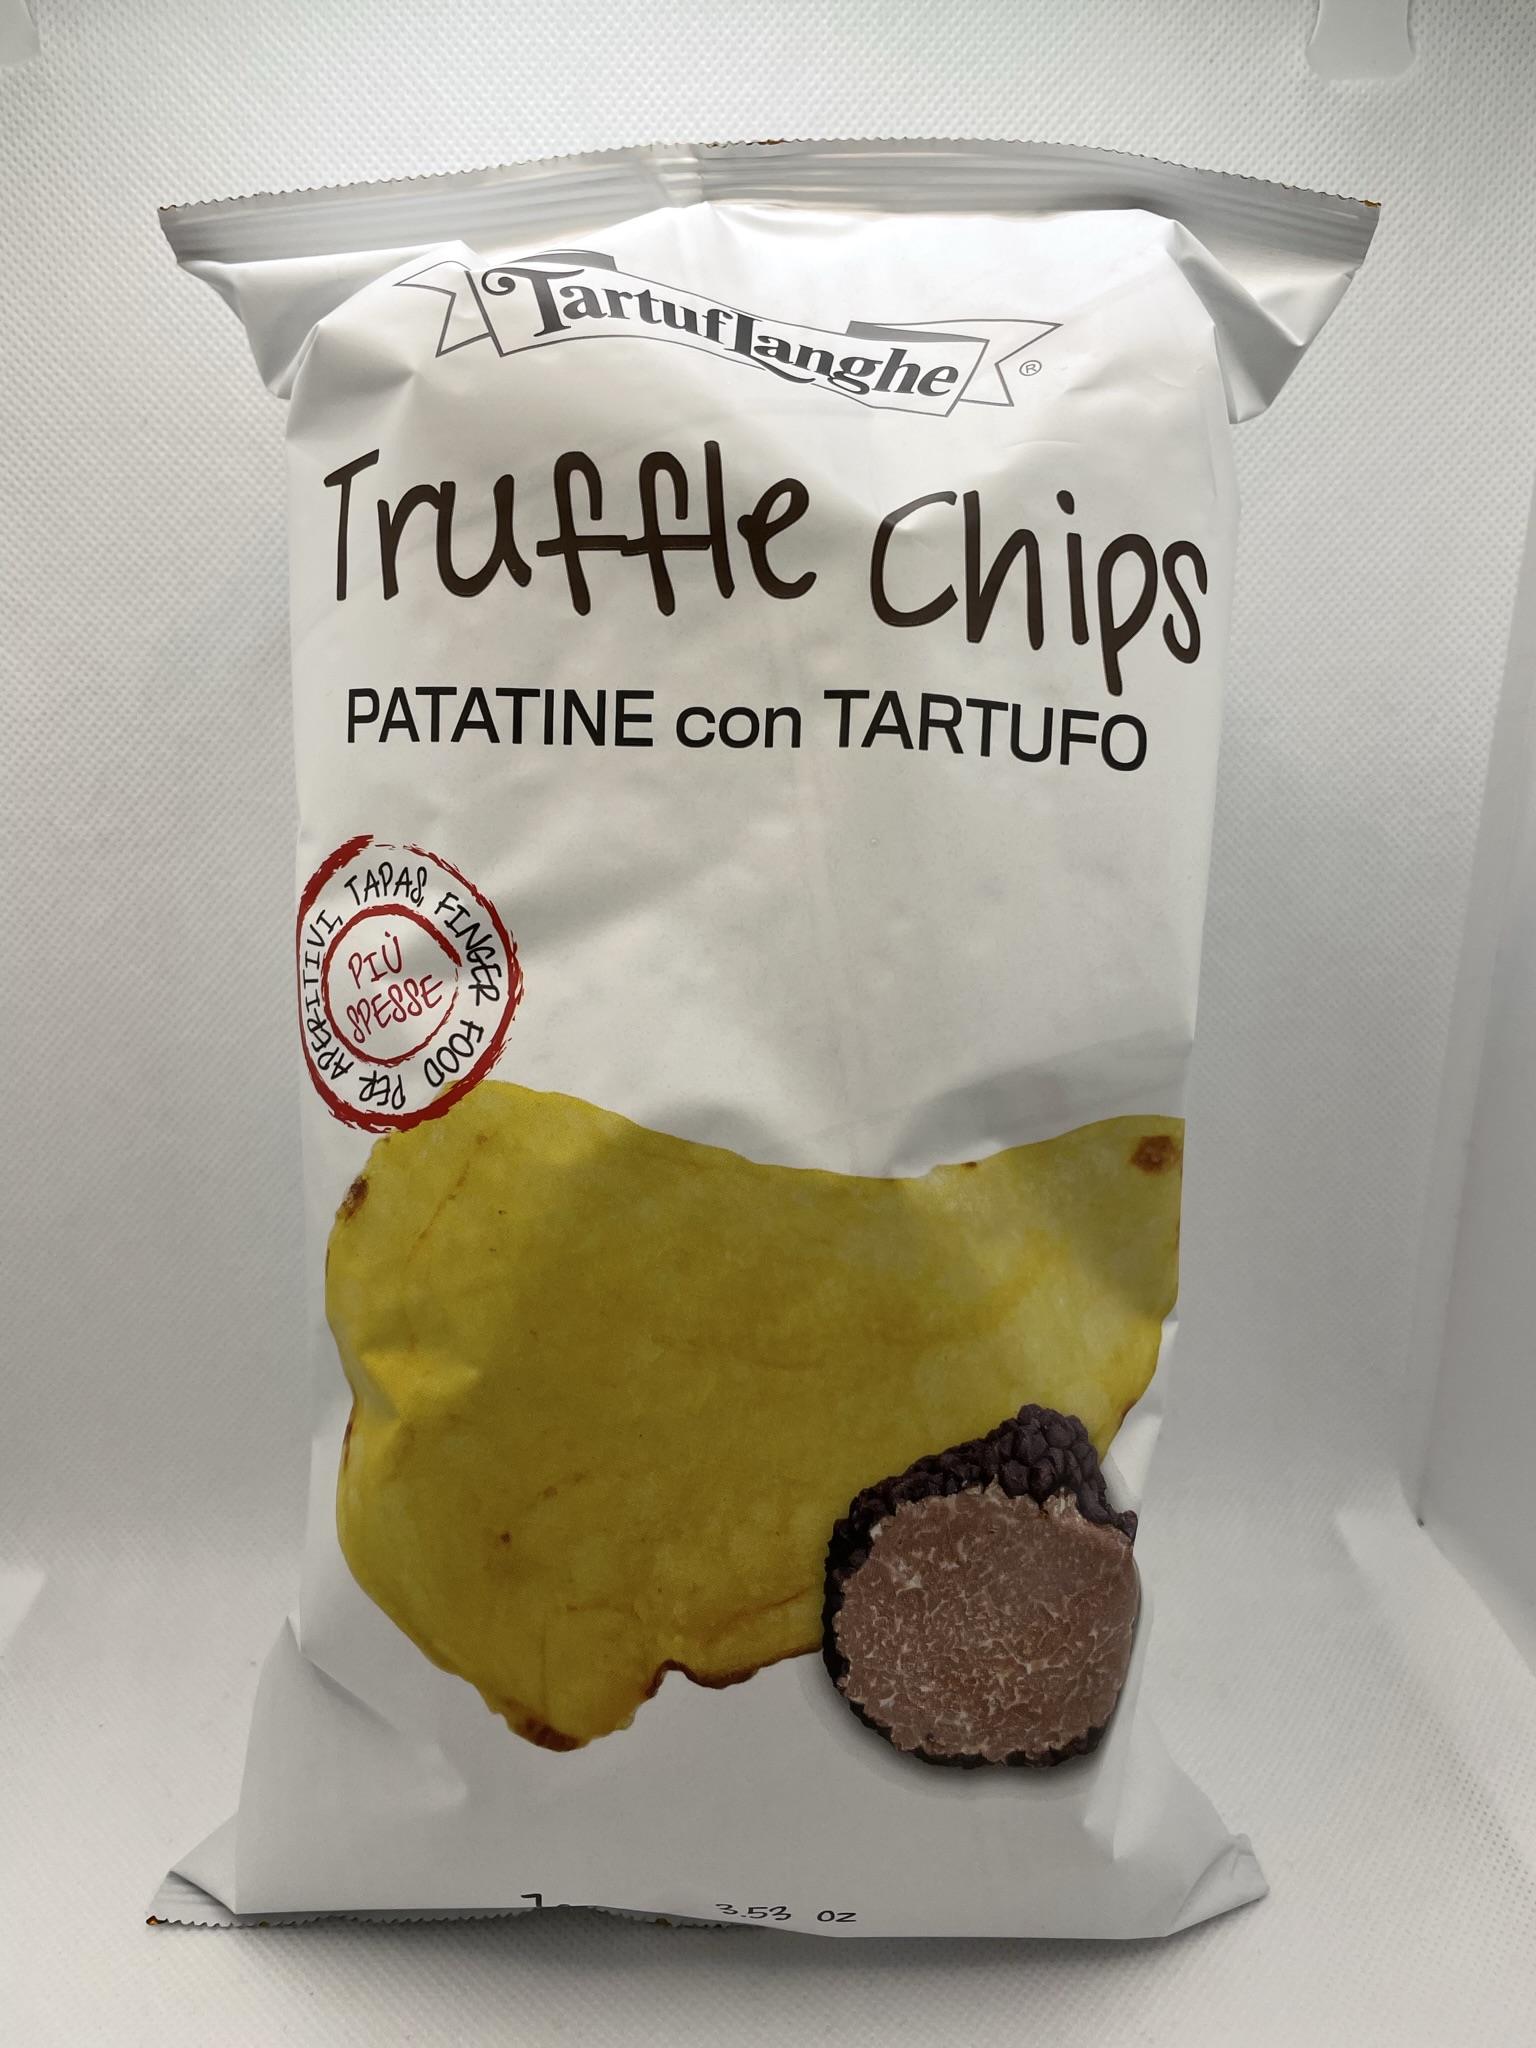 TartufLanghe
®
Truffle Chips
PATATINE con TARTUFO
PER APERITIVI, TAPAS, FINGER FOOD
PIÙ
SPESSE
3.53 OZ